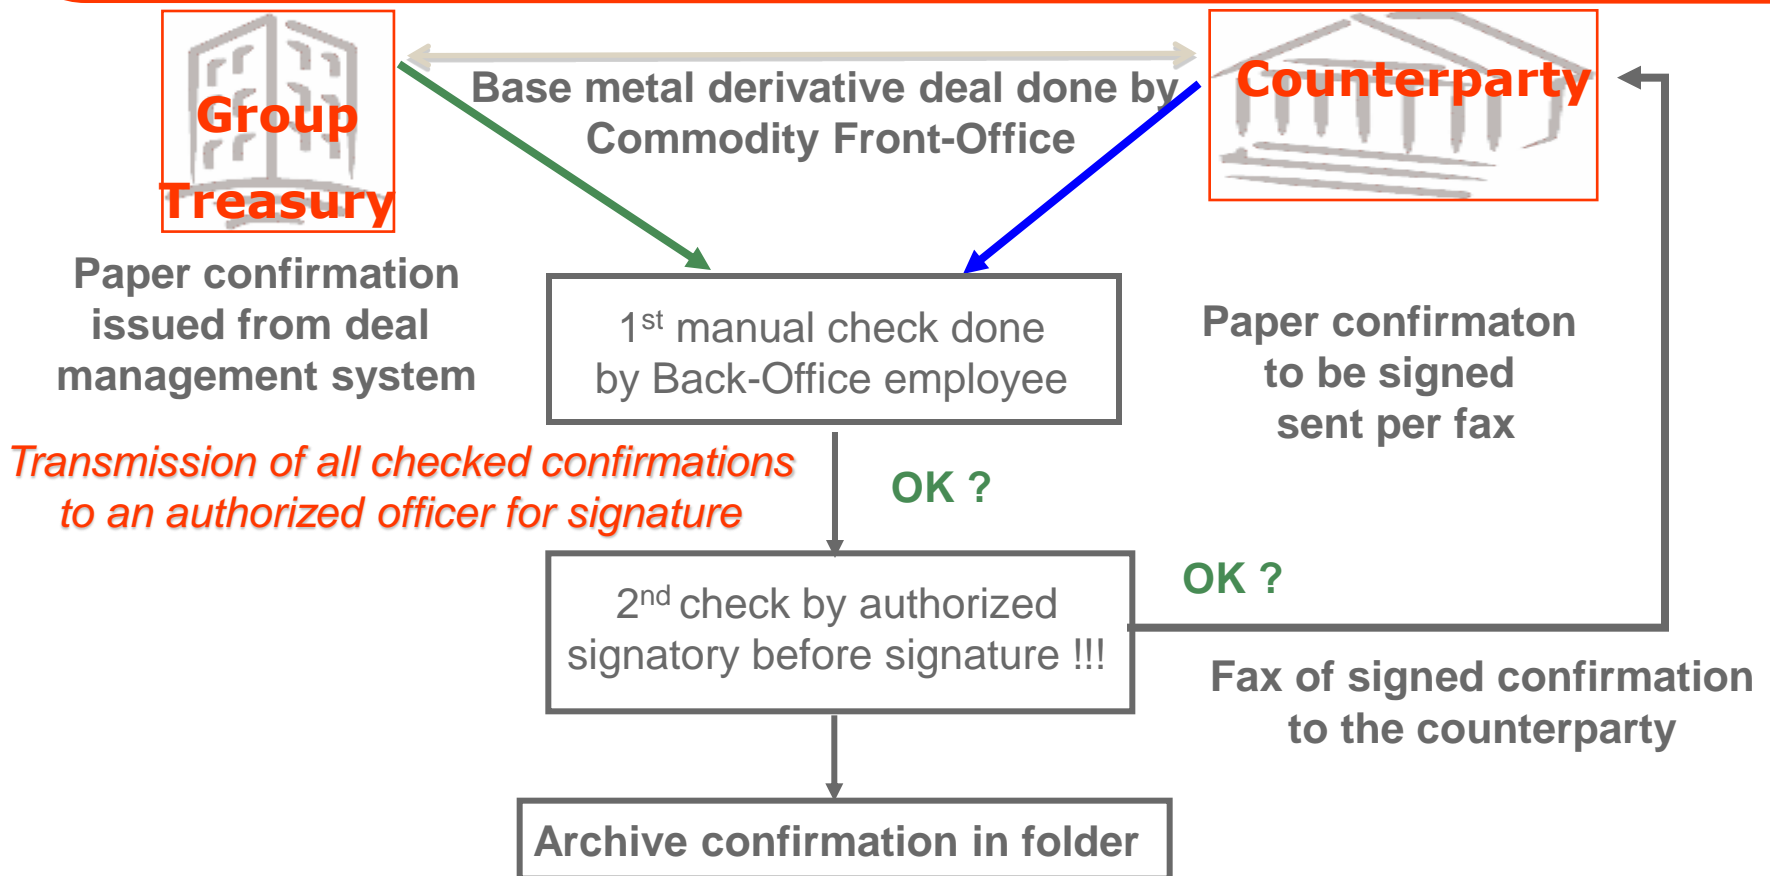 Group
Treasury
Base metal derivative deal done by
Commodity Front-Office
Counterparty
Paper confirmation
issued from deal
management system
1st manual check done
by Back-Office employee
Paper confirmaton
to be signed
sent per fax
Transmission of all checked confirmations
to an authorized officer for signature
OK ?
2nd check by authorized
signatory before signature !!!
OK ?
Fax of signed confirmation
to the counterparty
Archive confirmation in folder